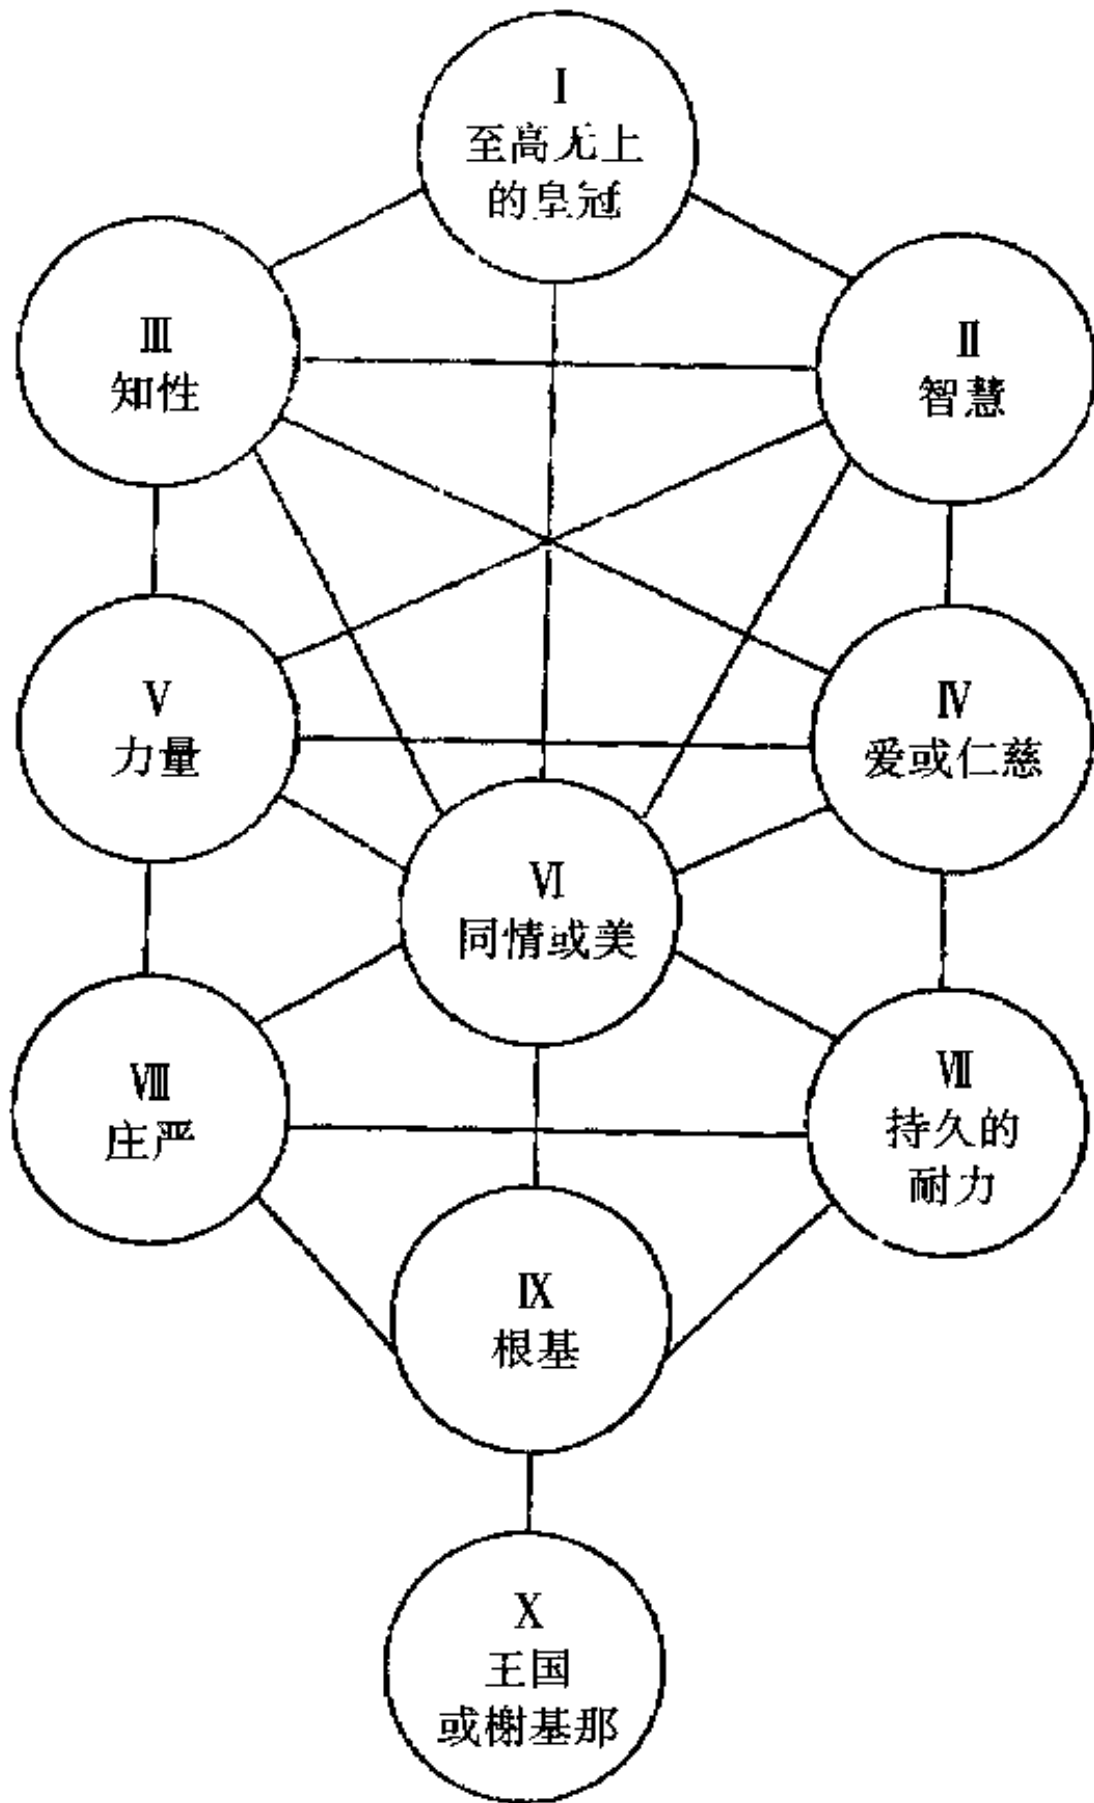 Ⅰ
至高无上
的皇冠
Ⅲ
知性
Ⅱ
智慧
Ⅴ
力量
Ⅳ
爱或仁慈
Ⅵ
同情或美
Ⅷ
庄严
Ⅶ
持久的
耐力
Ⅸ
根基
Ⅹ
王国
或榭基那